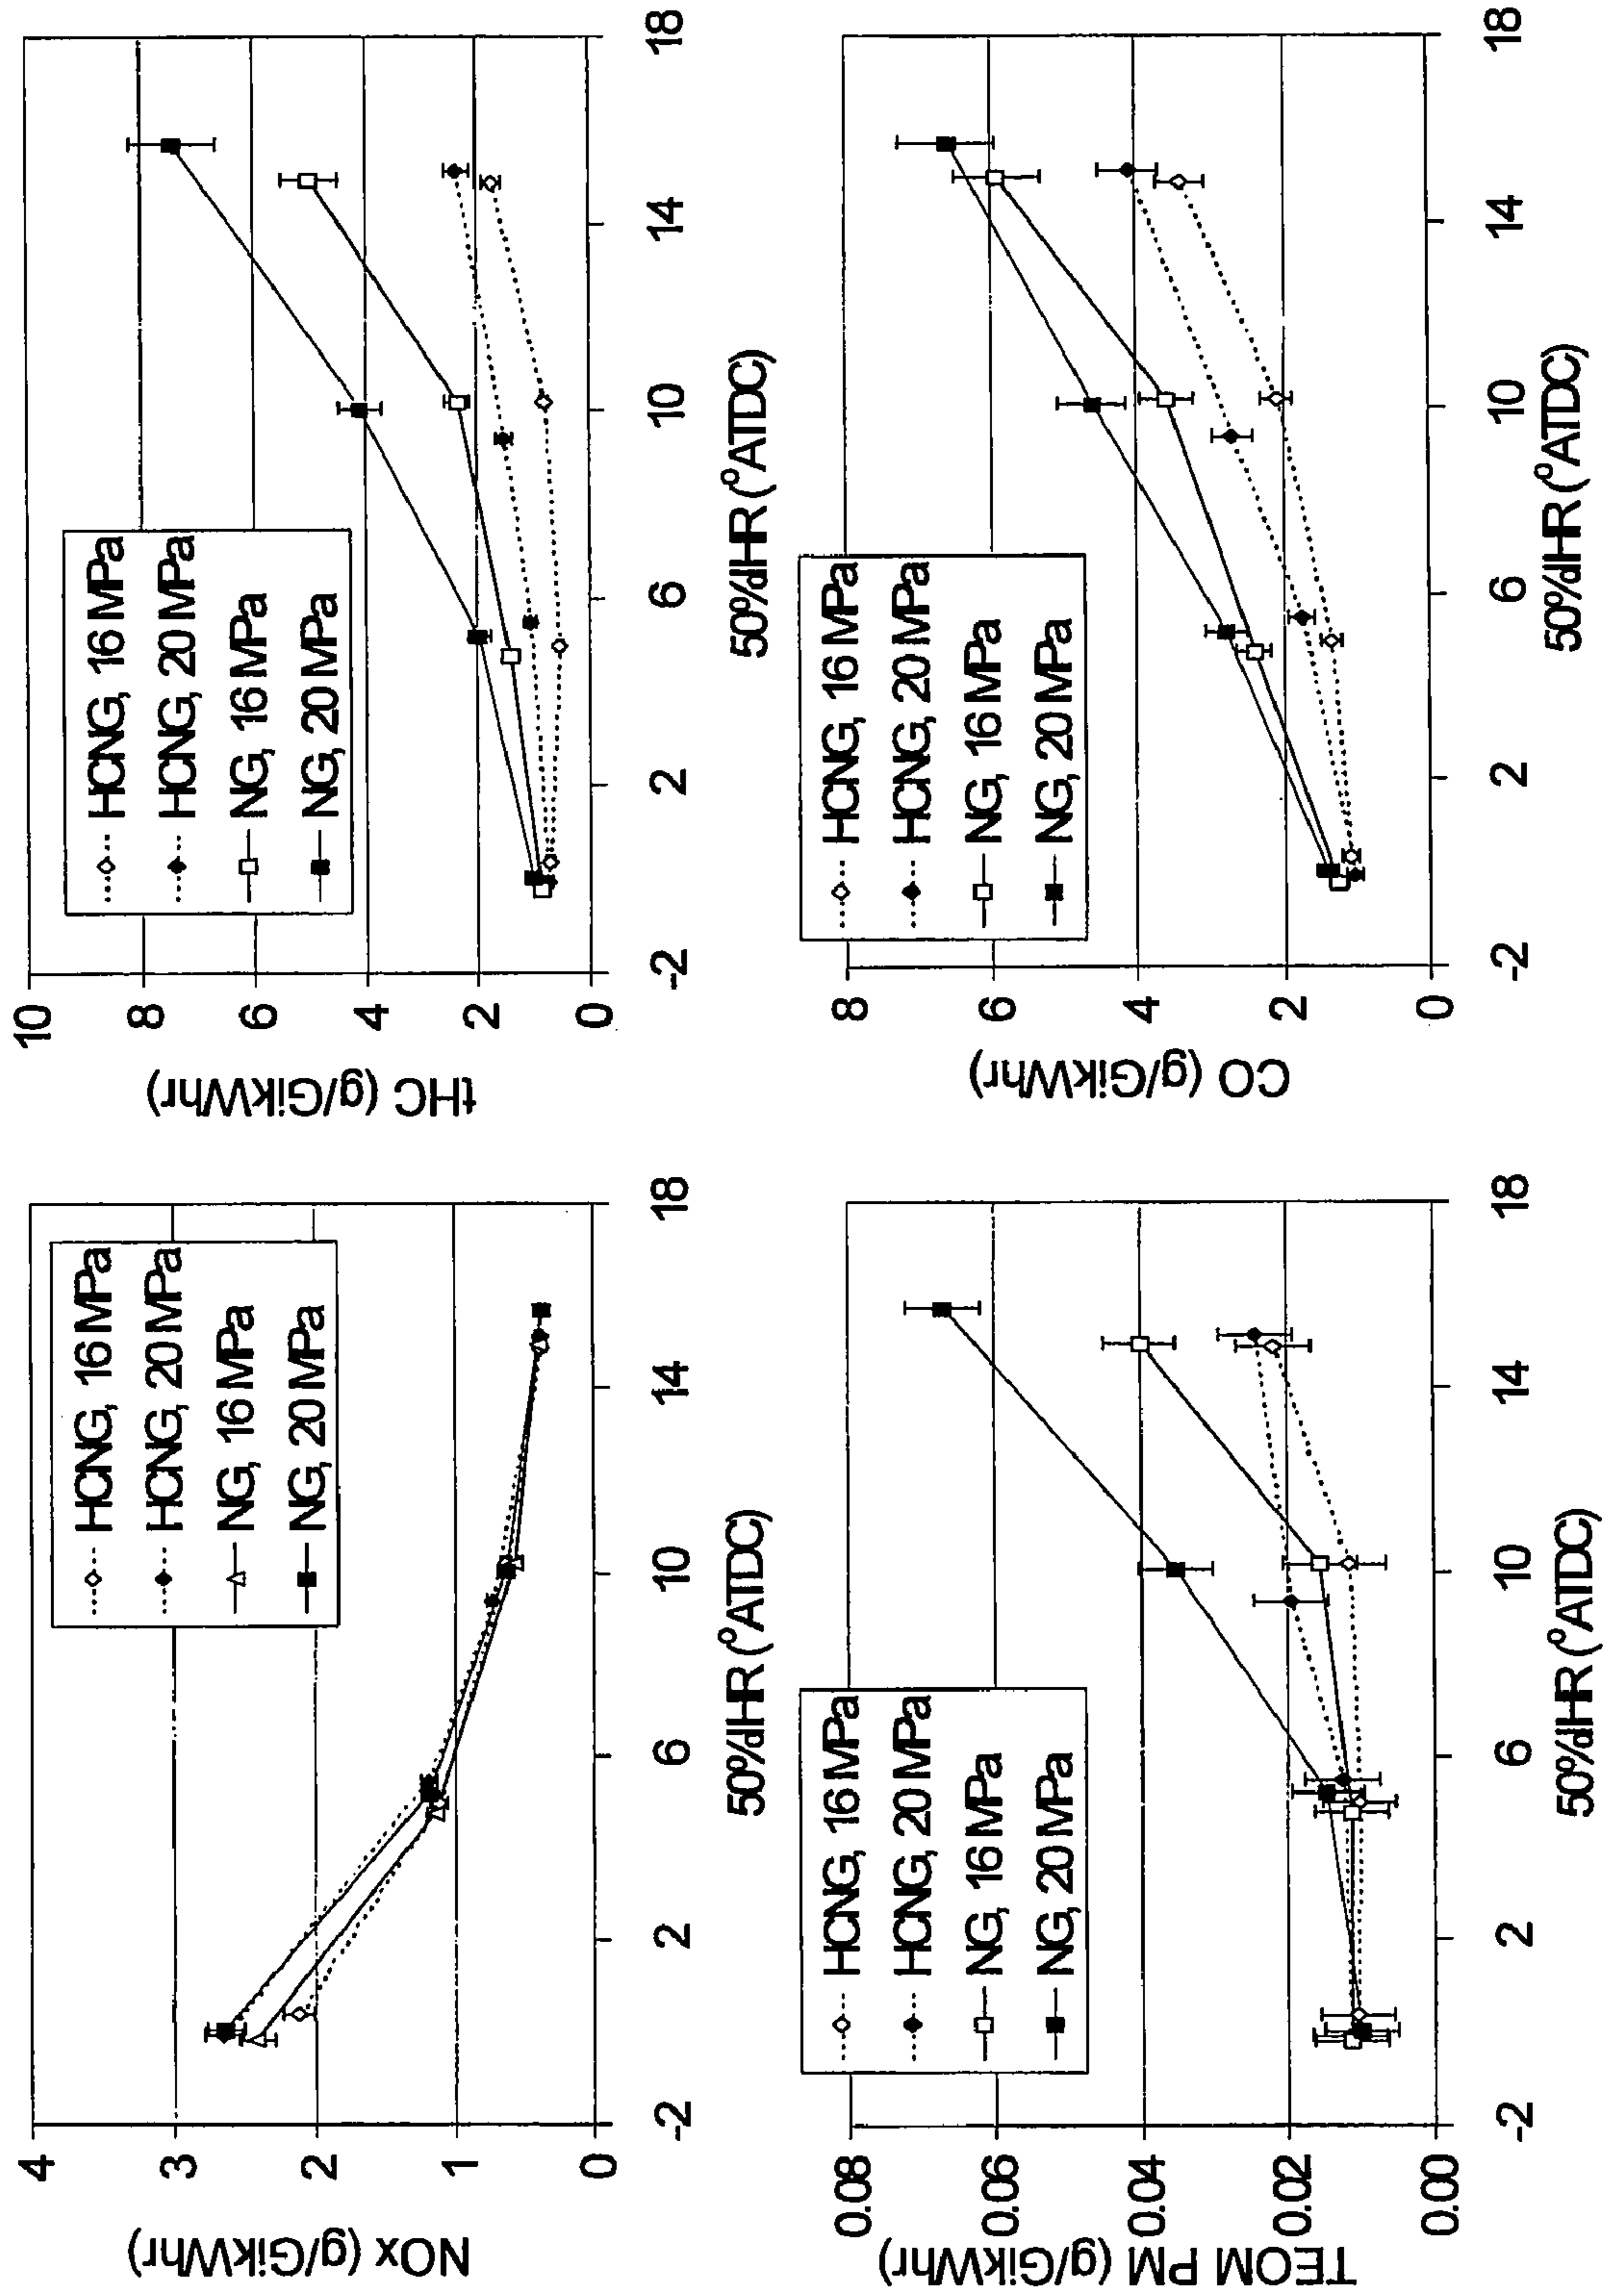 NOx (g/GikWhr)
4
3
2
1
0
HCNG, 16 MPa
HCNG, 20 MPa
NG, 16 MPa
NG, 20 MPa
-2 2 6 10 14 18
50%IHR (°ATDC)
tHC (g/GikWhr)
10
8
6
4
2
0
HCNG, 16 MPa
HCNG, 20 MPa
NG, 16 MPa
NG, 20 MPa
-2 2 6 10 14 18
50%IHR (°ATDC)
TEOM PM (g/GikWhr)
0.08
0.06
0.04
0.02
0.00
HCNG, 16 MPa
HCNG, 20 MPa
NG, 16 MPa
NG, 20 MPa
-2 2 6 10 14 18
50%IHR (°ATDC)
CO (g/GikWhr)
8
6
4
2
0
HCNG, 16 MPa
HCNG, 20 MPa
NG, 16 MPa
NG, 20 MPa
-2 2 6 10 14 18
50%IHR (°ATDC)